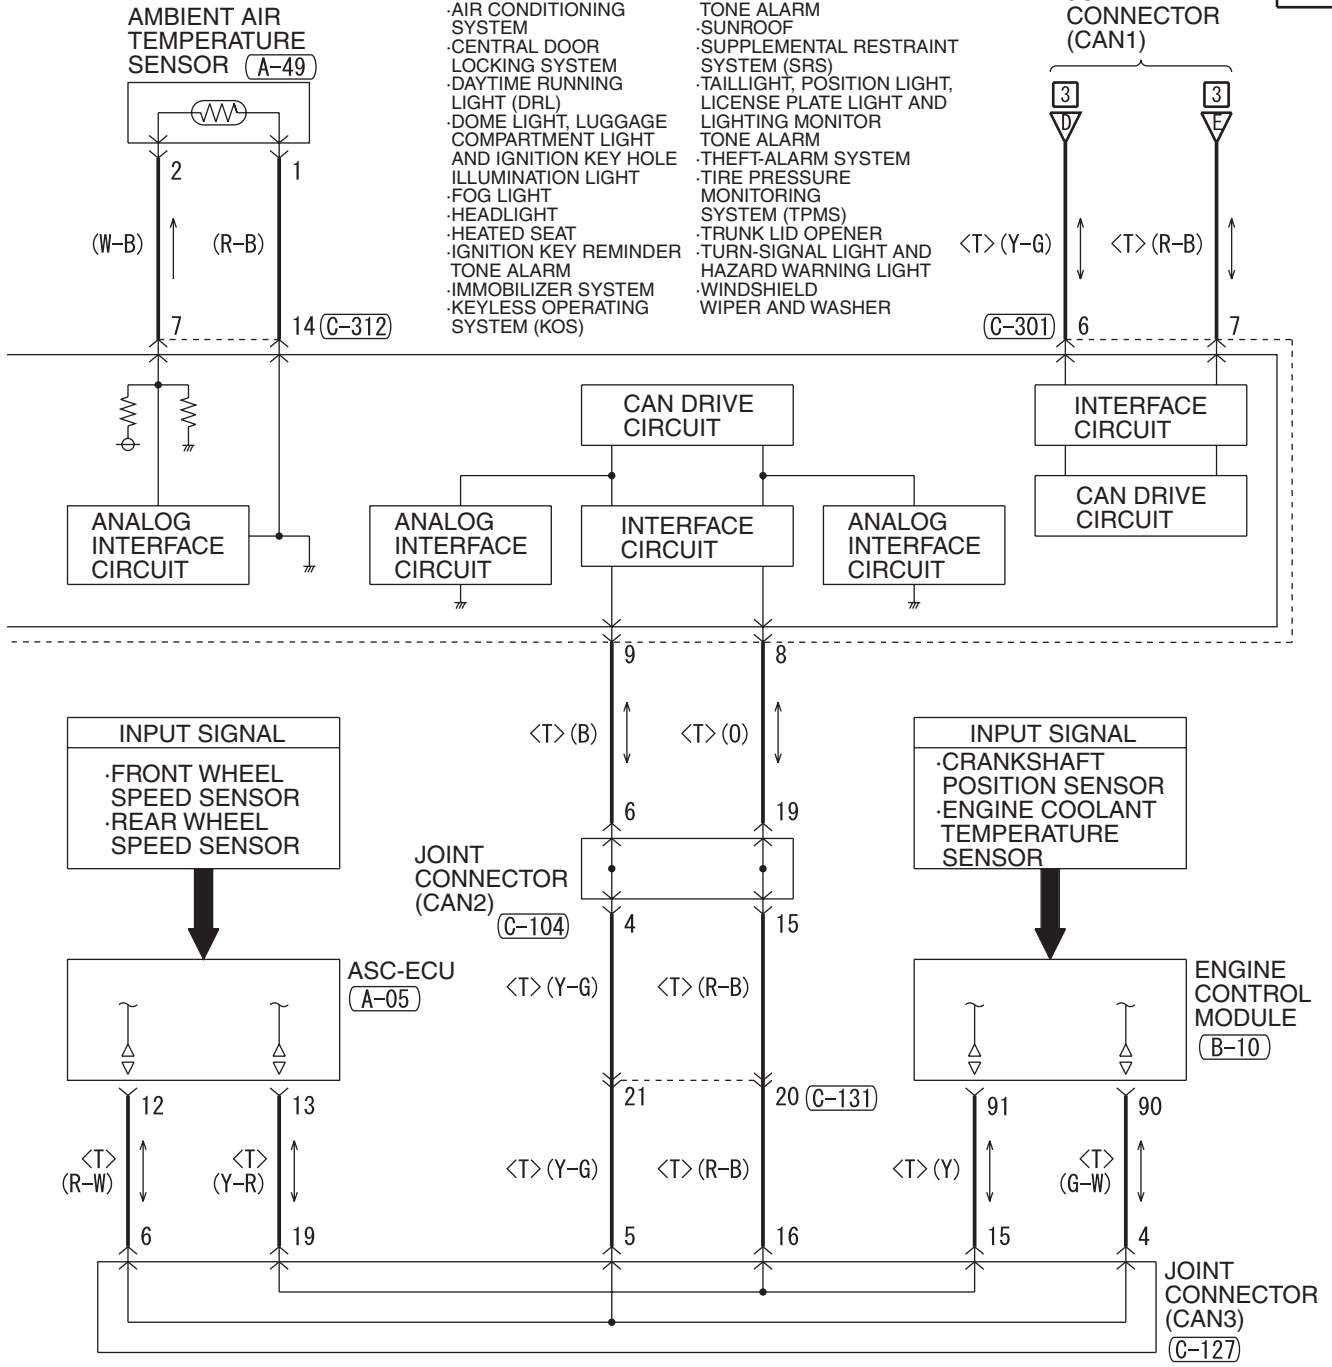 AMBIENT AIR
TEMPERATURE
SENSOR (A-49)
·AIR CONDITIONING
SYSTEM
·CENTRAL DOOR
LOCKING SYSTEM
·DAYTIME RUNNING
LIGHT (DRL)
·DOME LIGHT, LUGGAGE
COMPARTMENT LIGHT
AND IGNITION KEY HOLE
ILLUMINATION LIGHT
·FOG LIGHT
·HEADLIGHT
·HEATED SEAT
·IGNITION KEY REMINDER
TONE ALARM
·IMMOBILIZER SYSTEM
·KEYLESS OPERATING
SYSTEM (KOS)
TONE ALARM
·SUNROOF
·SUPPLEMENTAL RESTRAINT
SYSTEM (SRS)
·TAILLIGHT, POSITION LIGHT,
LICENSE PLATE LIGHT AND
LIGHTING MONITOR
TONE ALARM
·THEFT-ALARM SYSTEM
·TIRE PRESSURE
MONITORING
SYSTEM (TPMS)
·TRUNK LID OPENER
·TURN-SIGNAL LIGHT AND
HAZARD WARNING LIGHT
·WINDSHIELD
WIPER AND WASHER
CONNECTOR
(CAN1)
3 3
D E
2 1
(W-B) (R-B)
<T>(Y-G) <T>(R-B)
7 14 (C-312)
(C-301) 6 7
CAN DRIVE
CIRCUIT
INTERFACE
CIRCUIT
CAN DRIVE
CIRCUIT
ANALOG
INTERFACE
CIRCUIT
ANALOG
INTERFACE
CIRCUIT
INTERFACE
CIRCUIT
ANALOG
INTERFACE
CIRCUIT
9 8
<T>(B) <T>(O)
6 19
INPUT SIGNAL
·FRONT WHEEL
SPEED SENSOR
·REAR WHEEL
SPEED SENSOR
INPUT SIGNAL
·CRANKSHAFT
POSITION SENSOR
·ENGINE COOLANT
TEMPERATURE
SENSOR
JOINT
CONNECTOR
(CAN2)
(C-104) 4 15
ASC-ECU
(A-05)
<T>(Y-G) <T>(R-B)
ENGINE
CONTROL
MODULE
(B-10)
12 13
21 20 (C-131)
91 90
<T>
(R-W)
<T>
(Y-R)
<T>(Y-G) <T>(R-B)
<T>(Y)
<T>
(G-W)
6 19 5 16 15 4
JOINT
CONNECTOR
(CAN3)
(C-127)